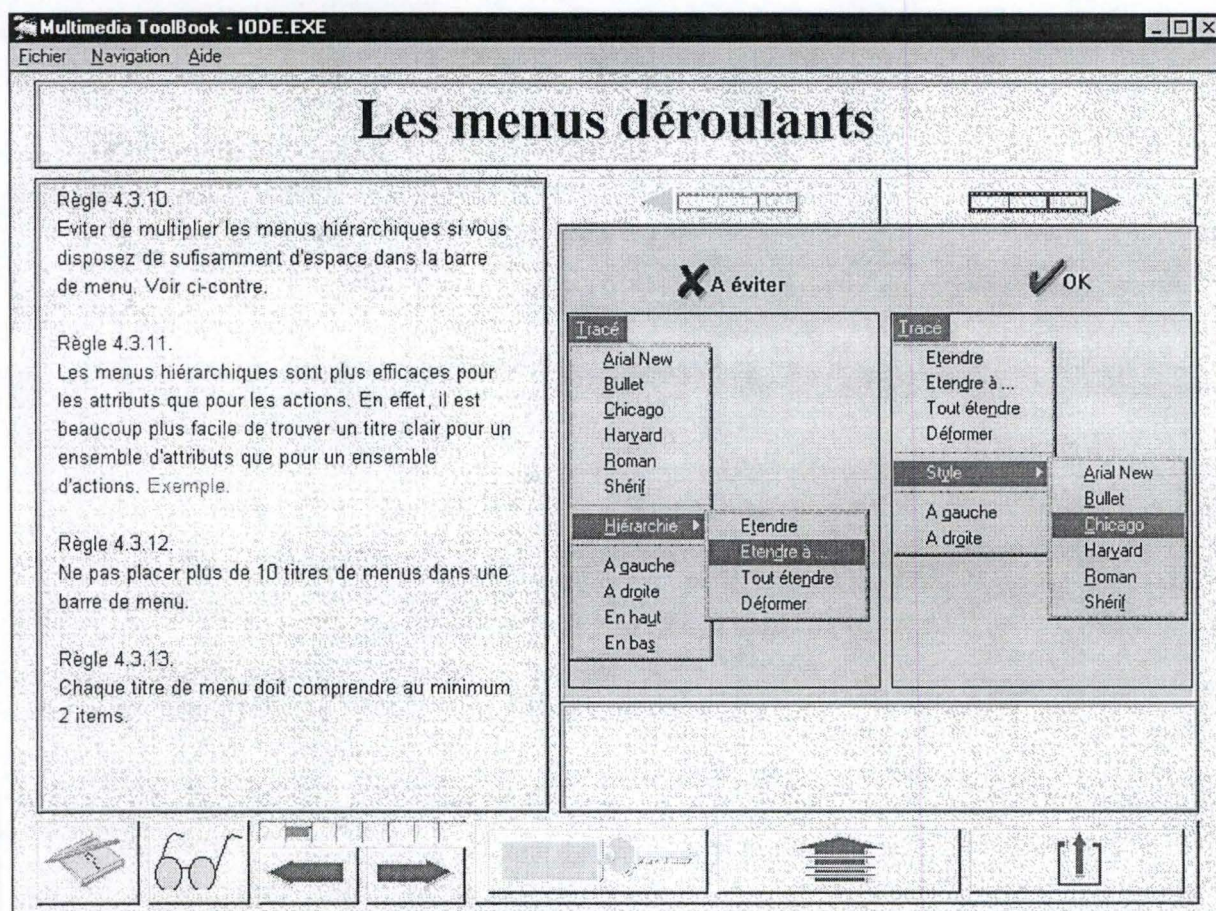 Multimedia ToolBook - IODE.EXE
Fichier Navigation Aide
Les menus déroulants
Règle 4.3.10.
Eviter de multiplier les menus hiérarchiques si vous
disposez de sufisamment d'espace dans la barre
de menu. Voir ci-contre.
Règle 4.3.11.
Les menus hiérarchiques sont plus efficaces pour
les attributs que pour les actions. En effet, il est
beaucoup plus facile de trouver un titre clair pour un
ensemble d'attributs que pour un ensemble
d'actions. Exemple.
Règle 4.3.12.
Ne pas placer plus de 10 titres de menus dans une
barre de menu.
Règle 4.3.13.
Chaque titre de menu doit comprendre au minimum
2 items.
A éviter
Tracé
Arial New
Bullet
Chicago
Harvard
Roman
Shérif
Hiérarchie
A gauche
A droite
En haut
En bas
Etendre
Etendre à ...
Tout étendre
Déformer
OK
Tracé
Etendre
Etendre à ...
Tout étendre
Déformer
Style
A gauche
A droite
Arial New
Bullet
Chicago
Harvard
Roman
Shérif